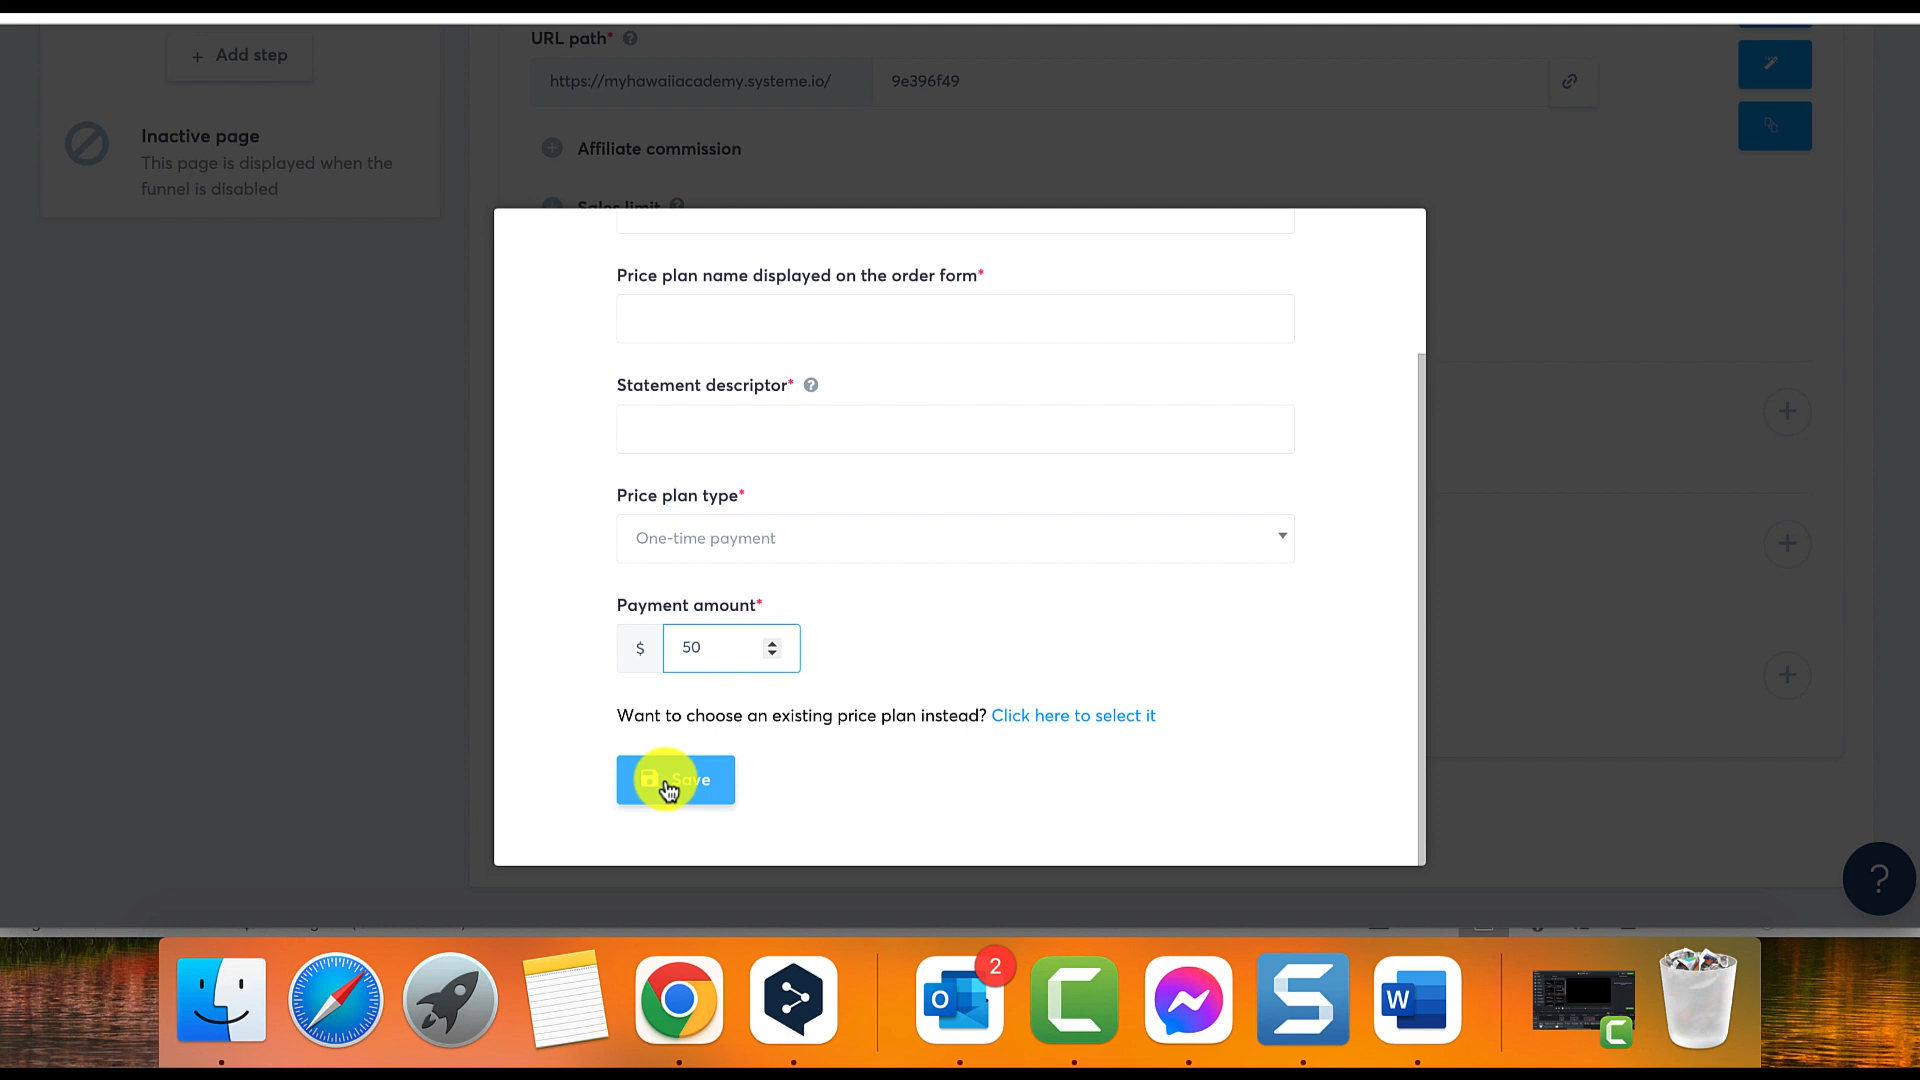 URL path*
+ Add step
https://myhawaiiacademy.systeme.io/ 9e396f49
Inactive page
This page is displayed when the
funnel is disabled
Affiliate commission
Sales limit
Price plan name displayed on the order form*
Statement descriptor*
Price plan type*
One-time payment
Payment amount*
$ 50
Want to choose an existing price plan instead? Click here to select it
Save
?
2
O
W